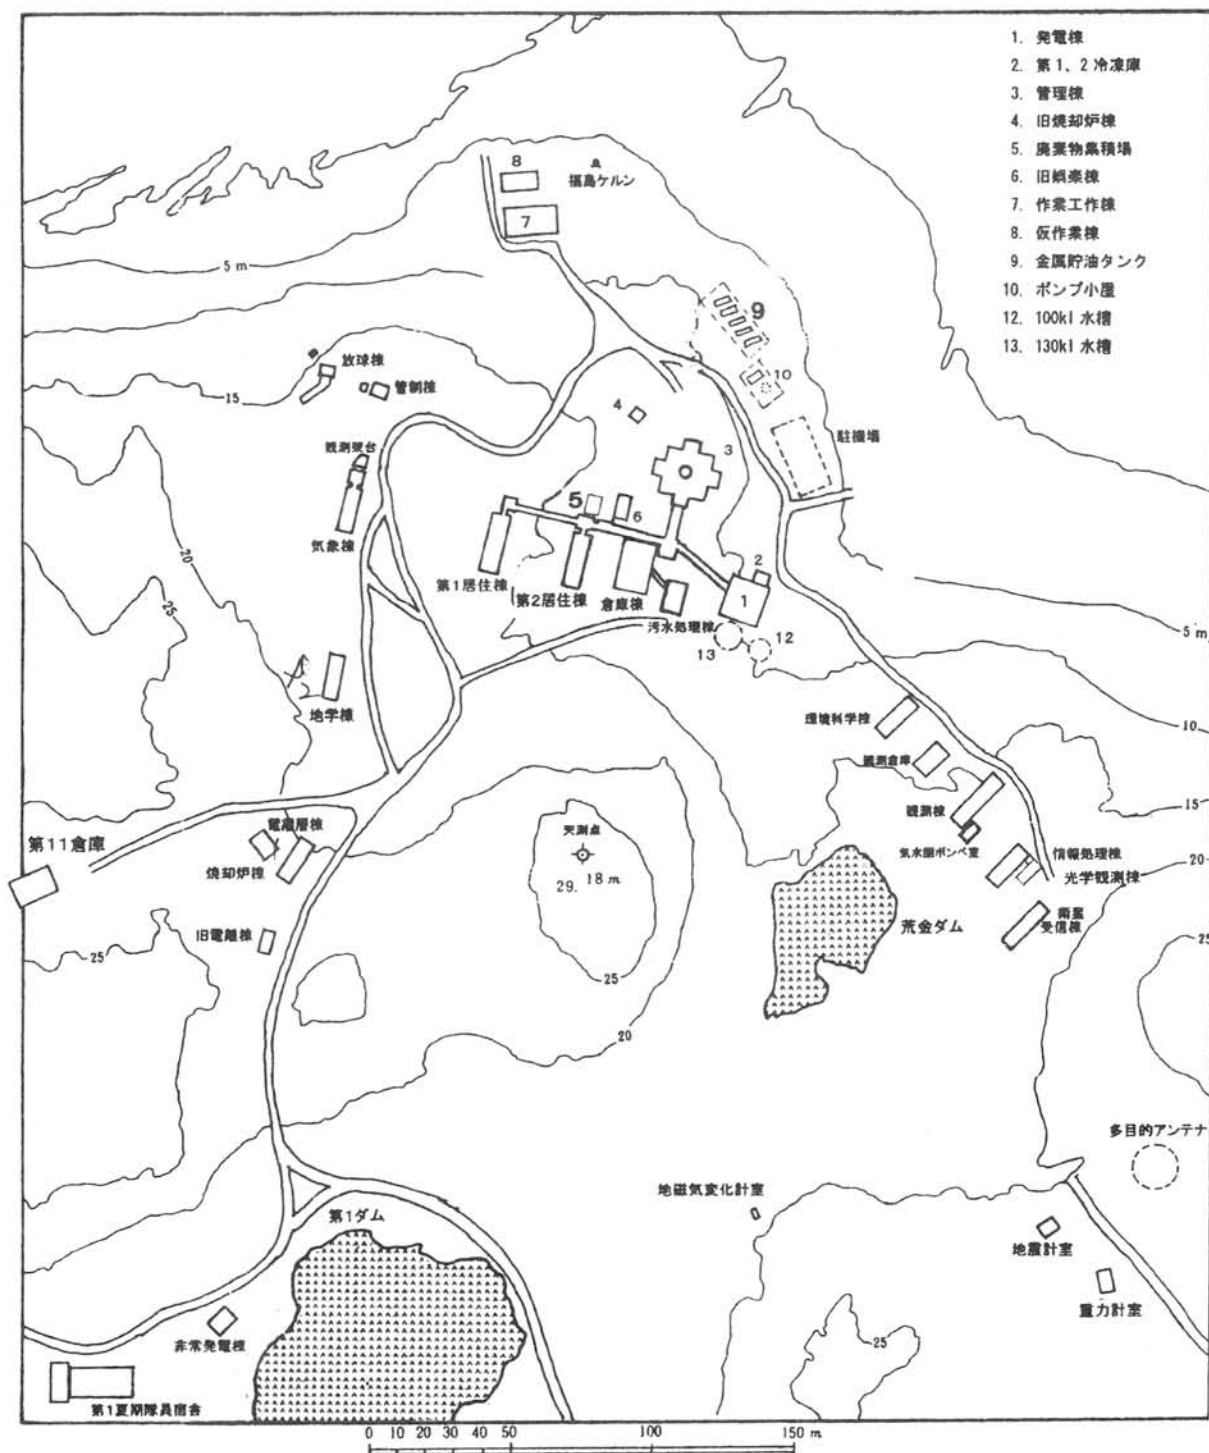 1. 発電棟
2. 第1、2冷凍庫
3. 管理棟
4. 旧焼却炉棟
5. 廃棄物集積場
6. 旧娯楽棟
7. 作業工作棟
8. 仮作業棟
9. 金属貯油タンク
10. ポンプ小屋
12. 100kl 水槽
13. 130kl 水槽
8
福島ケルン
7
5 m
9
放球棟
管制棟
10
15
4
駐機場
観測架台
3
5
6
気象棟
20
2
第1居住棟
第2居住棟
倉庫棟
1
25
汚水処理棟
5 m
13
12
地学棟
環境科学棟
10
観測倉庫
15
観測棟
電離層棟
天測点
第11倉庫
気水圏ボンベ室
情報処理棟
20
焼却炉棟
29. 18 m
光学観測棟
荒金ダム
衛星
受信棟
旧電離棟
25
25
25
20
多目的アンテナ
地磁気変化計室
第1ダム
地震計室
重力計室
25
非常発電棟
第1夏期隊員宿舎
0 10 20 30 40 50 100 150 m